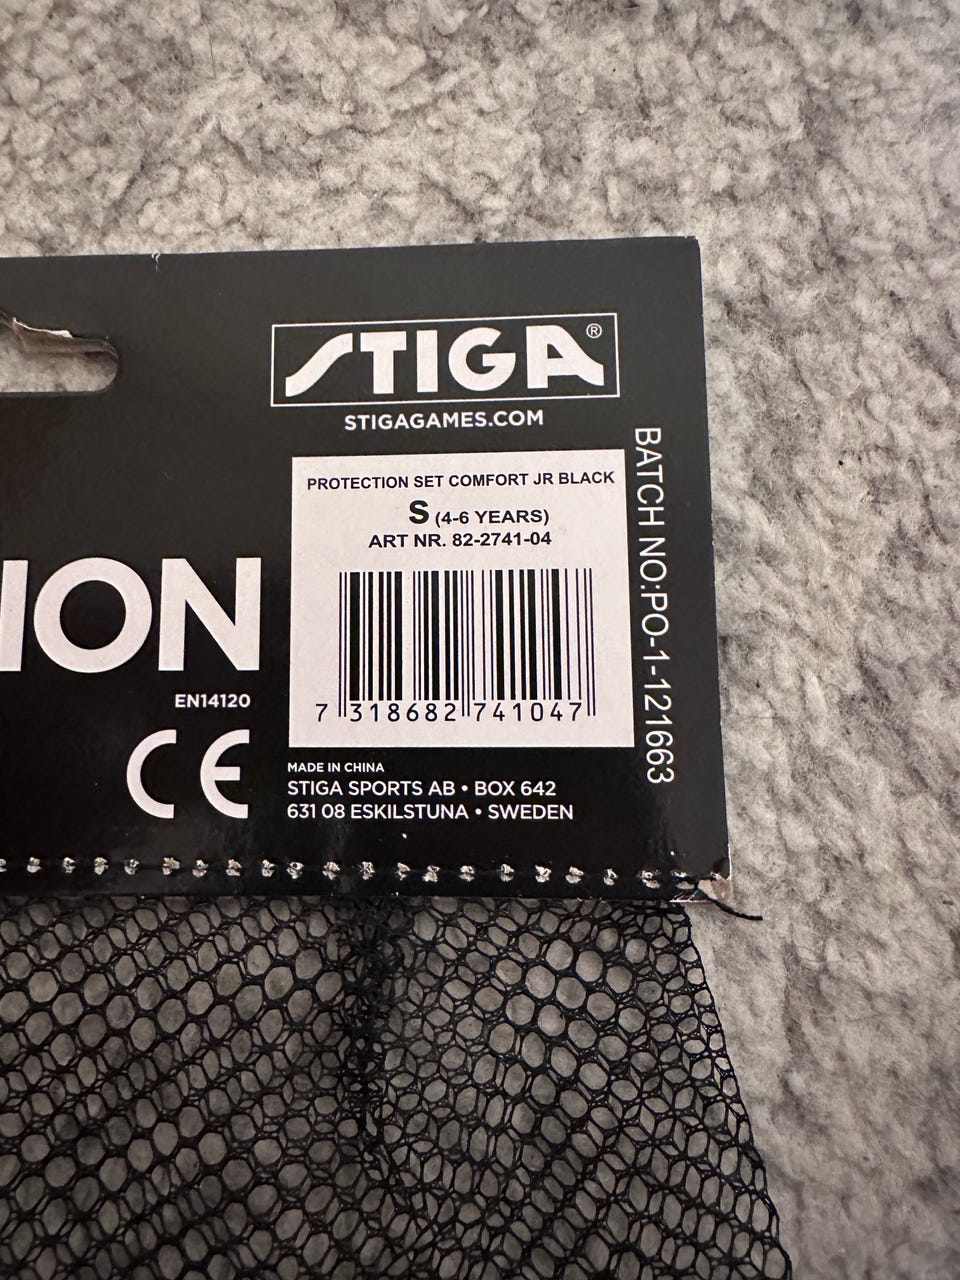 STIGA®
STIGAGAMES.COM
PROTECTION SET COMFORT JR BLACK
S (4-6 YEARS)
ART NR. 82-2741-04
7 318682 741047
BATCH NO:PO-1-121663
ION
EN14120
CE
MADE IN CHINA
STIGA SPORTS AB • BOX 642
631 08 ESKILSTUNA • SWEDEN